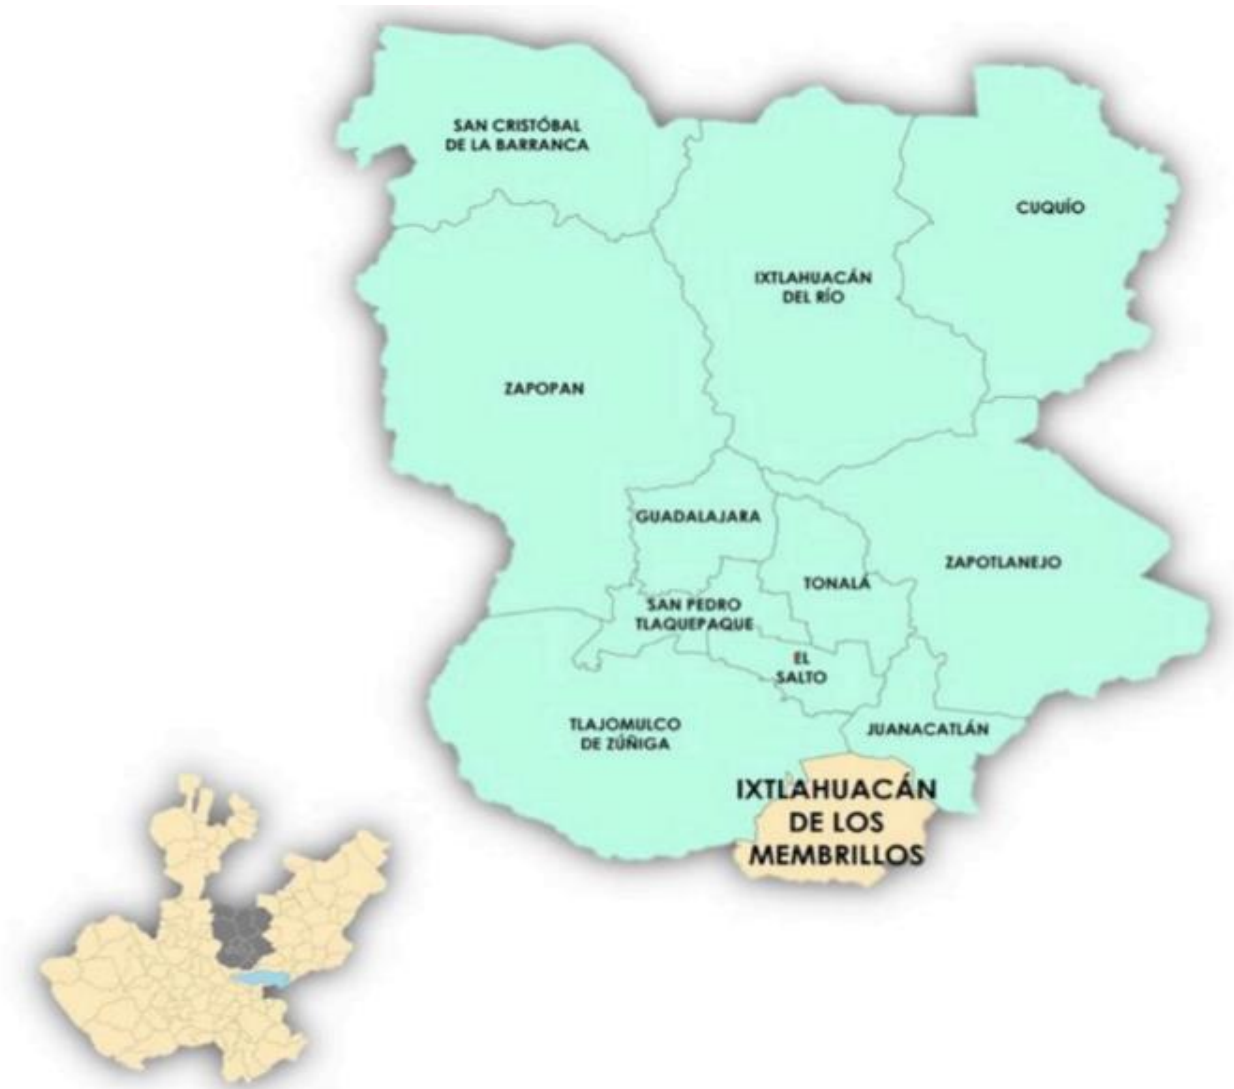 SAN CRISTÓBAL
DE LA BARRANCA
CUQUÍO
IXTLAHUACÁN
DEL RÍO
ZAPOPAN
GUADALAJARA
ZAPOTLANEJO
TONALÁ
SAN PEDRO
TLAQUEPAQUE
EL
SALTO
TLAJOMULCO
DE ZÚÑIGA
JUANACATLÁN
IXTLAHUACÁN
DE LOS
MEMBRILLOS